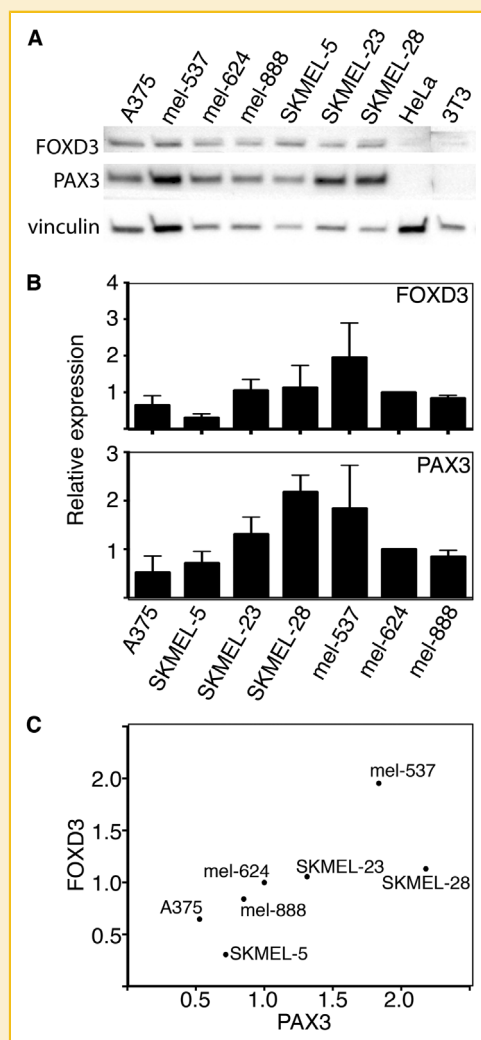 A
A375
mel-537
mel-624
mel-888
SKMEL-5
SKMEL-23
SKMEL-28
HeLa
3T3
FOXD3
PAX3
vinculin
B
Relative expression
FOXD3
4
3
2
1
PAX3
3
2
1
A375
SKMEL-5
SKMEL-23
SKMEL-28
mel-537
mel-624
mel-888
C
FOXD3
2.0
1.5
1.0
0.5
mel-537
mel-624
SKMEL-23
SKMEL-28
A375
mel-888
SKMEL-5
0.5 1.0 1.5 2.0
PAX3